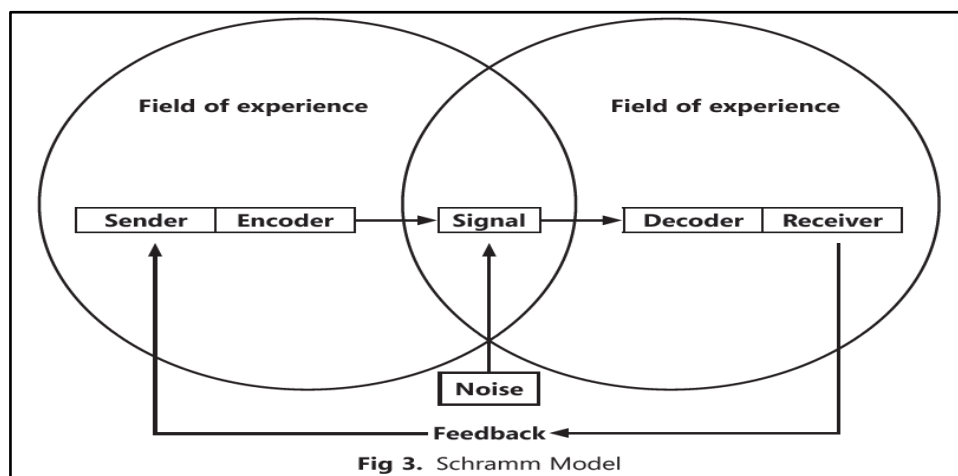 Field of experience Field of experience
Sender Encoder Signal Decoder Receiver
Noise
Feedback
Fig 3. Schramm Model